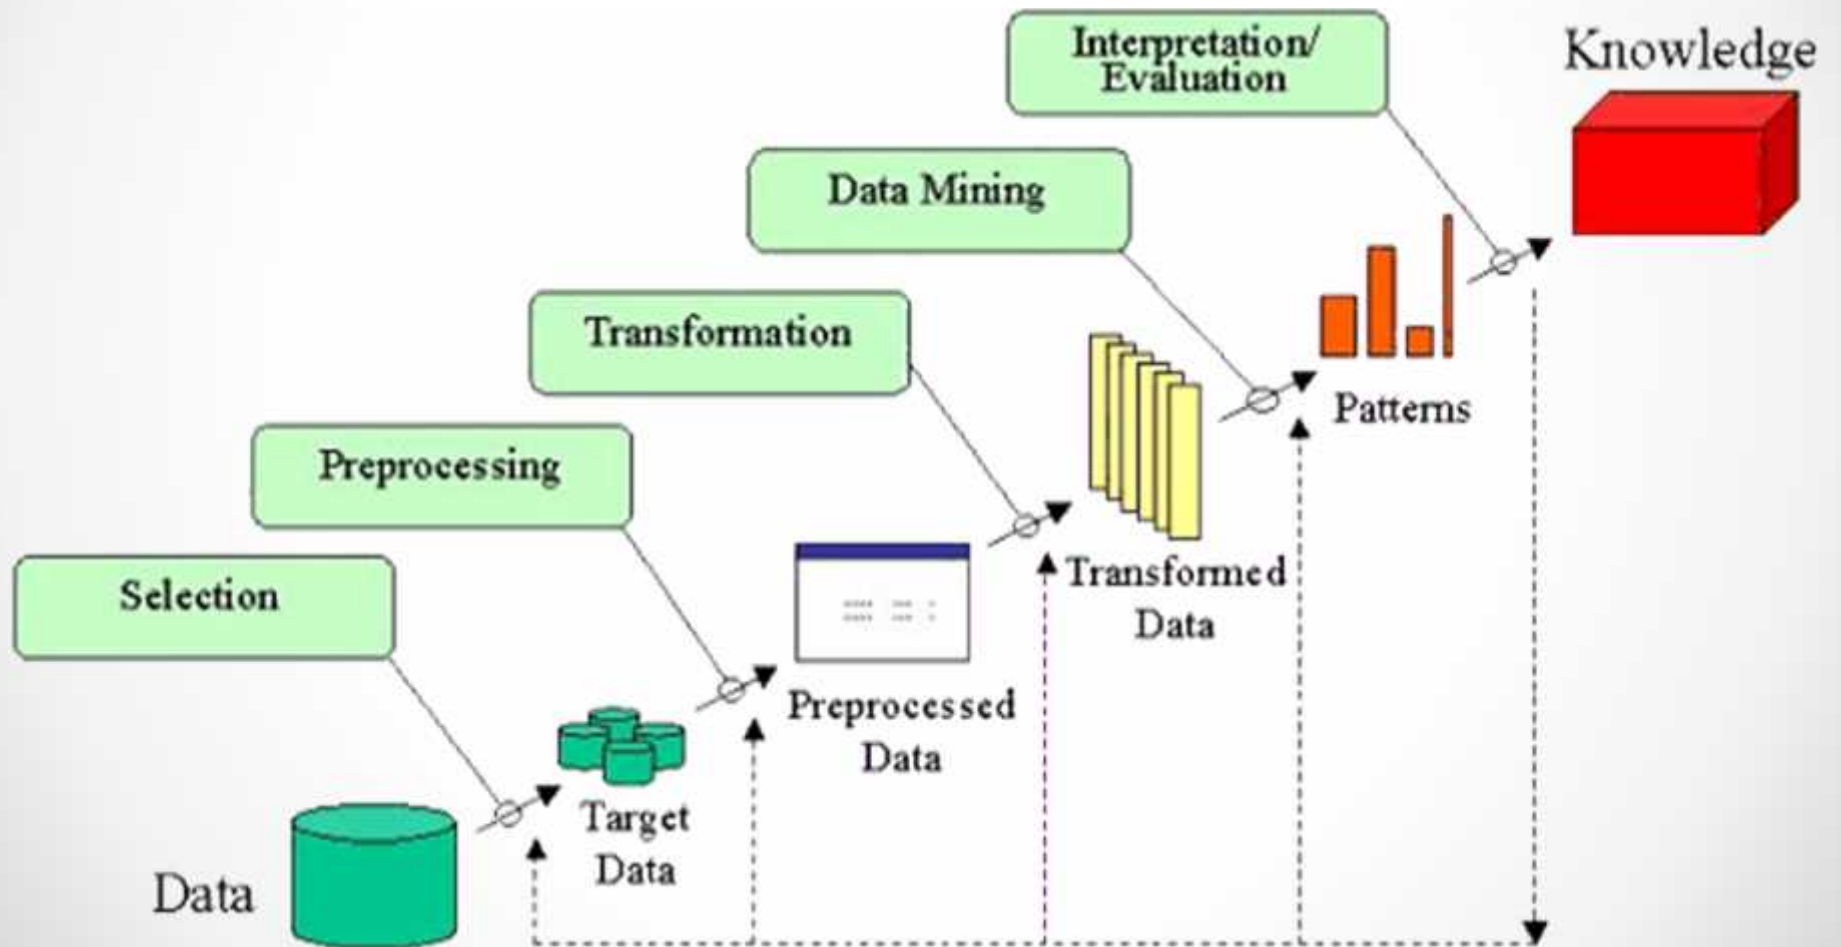 Interpretation/
Evaluation
Knowledge
Data Mining
Transformation
Patterns
Preprocessing
Transformed
Data
Selection
Preprocessed
Data
Target
Data
Data